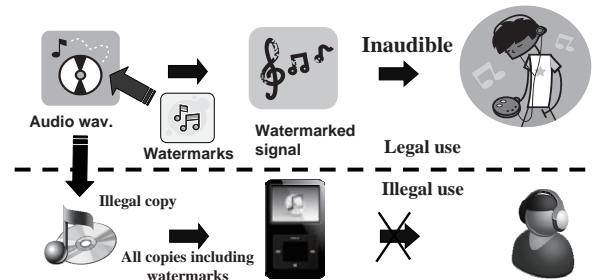 Inaudible
Audio wav.
Watermarks
Watermarked
signal
Legal use
Illegal use
Illegal copy
All copies including
watermarks